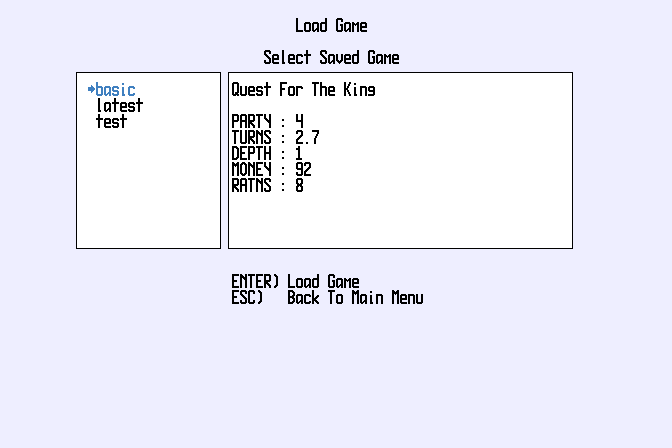 Load Game
Select Saved Game
→basic
latest
test
Quest For The King
PARTY : 4
TURNS : 2.7
DEPTH : 1
MONEY : 92
RATNS : 8
ENTER) Load Game
ESC) Back To Main Menu